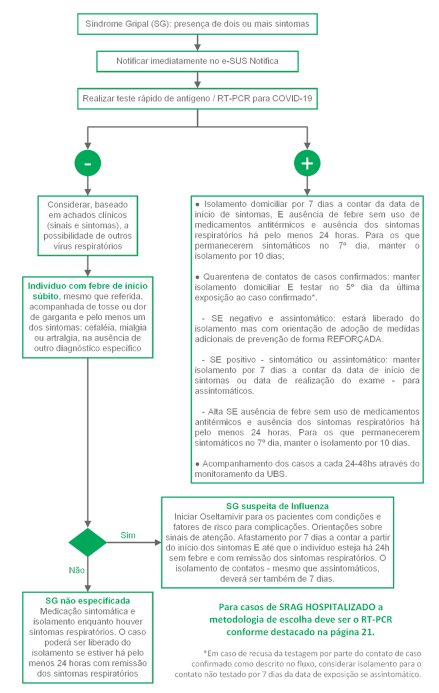 Síndrome Gripal (SG): presença de dois ou mais sintomas
Notificar imediatamente no e-SUS Notifica
Realizar teste rápido de antígeno / RT-PCR para COVID-19
-
+
Considerar, baseado
em achados clínicos
(sinais e sintomas), a
possibilidade de outros
vírus respiratórios
Indivíduo com febre de início
súbito, mesmo que referida,
acompanhada de tosse ou dor
de garganta e pelo menos um
dos sintomas: cefaléia, mialgia
ou artralgia, na ausência de
outro diagnóstico específico
● Isolamento domiciliar por 7 dias a contar da data de
início de sintomas, E ausência de febre sem uso de
medicamentos antitérmicos e ausência dos sintomas
respiratórios há pelo menos 24 horas. Para os que
permanecerem sintomáticos no 7º dia, manter o
isolamento por 10 dias;
● Quarentena de contatos de casos confirmados: manter
isolamento domiciliar E testar no 5º dia da última
exposição ao caso confirmado*.
- SE negativo e assintomático: estará liberado do
isolamento mas com orientação de adoção de medidas
adicionais de prevenção de forma REFORÇADA.
- SE positivo - sintomático ou assintomático: manter
isolamento por 7 dias a contar da data de início de
sintomas ou data de realização do exame - para
assintomáticos.
- Alta SE ausência de febre sem uso de medicamentos
antitérmicos e ausência dos sintomas respiratórios há
pelo menos 24 horas. Para os que permanecerem
sintomáticos no 7º dia, manter o isolamento por 10 dias.
● Acompanhamento dos casos a cada 24-48hs através do
monitoramento da UBS.
Sim
SG suspeita de Influenza
Iniciar Oseltamivir para os pacientes com condições e
fatores de risco para complicações. Orientações sobre
sinais de atenção. Afastamento por 7 dias a contar a partir
do início dos sintomas E até que o indivíduo esteja há 24h
sem febre e com remissão dos sintomas respiratórios. O
isolamento de contatos - mesmo que assintomáticos,
deverá ser também de 7 dias.
Não
SG não especificada
Medicação sintomática e
isolamento enquanto houver
sintomas respiratórios. O caso
poderá ser liberado do
isolamento se estiver há pelo
menos 24 horas com remissão
dos sintomas respiratórios
Para casos de SRAG HOSPITALIZADO a
metodologia de escolha deve ser o RT-PCR
conforme destacado na página 21.
*Em caso de recusa da testagem por parte do contato de caso
confirmado como descrito no fluxo, considerar isolamento para o
contato não testado por 7 dias da data de exposição se assintomático.